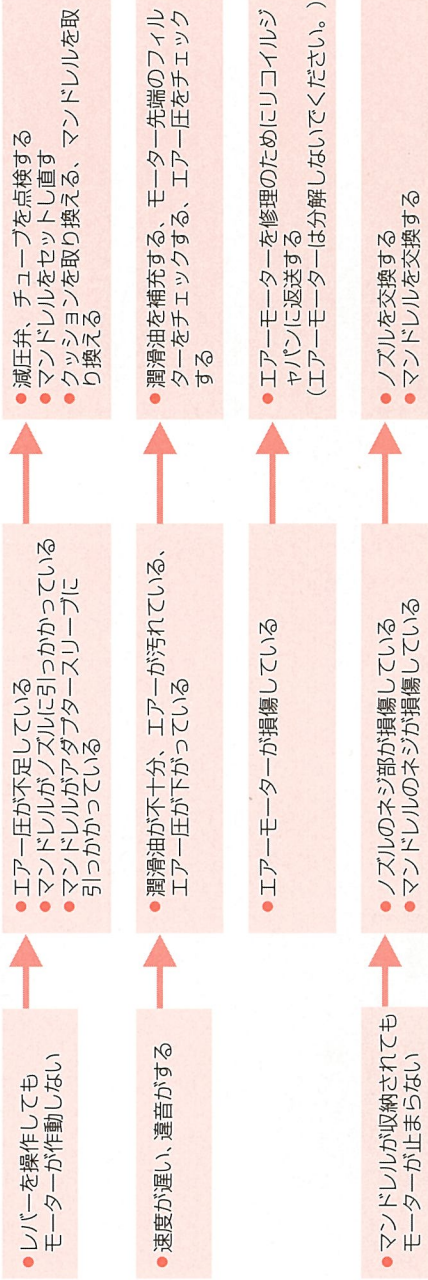 ●レバーを操作しても
モーターが作動しない
●エアー圧が不足している
●マンドレルがノズルに引っかかっている
●マンドレルがアダプタースリーブに
引っかかっている
●減圧弁、チューブを点検する
●マンドレルをセットし直す
●クッションを取り換える、マンドレルを取
り換える
●速度が遅い、違音がする
●潤滑油が不十分、エアーが汚れている、
エアー圧が下がっている
●潤滑油を補充する、モーター先端のフィル
ターをチェックする、エアー圧をチェック
する
●エアーモーターが損傷している
●エアーモーターを修理のためにリコイルジ
ャパンに返送する
(エアーモーターは分解しないでください。)
●マンドレルが収納されても
モーターが止まらない
●ノズルのネジ部が損傷している
●マンドレルのネジが損傷している
●ノズルを交換する
●マンドレルを交換する